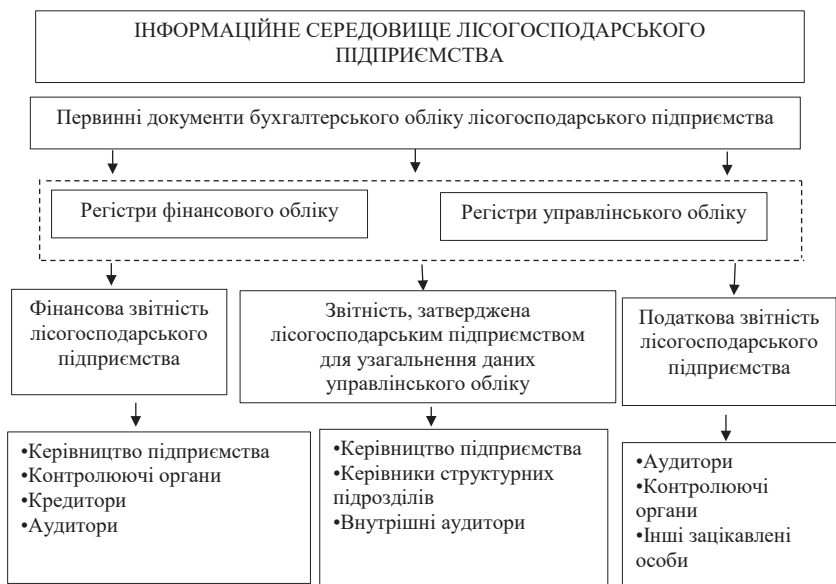 ІНФОРМАЦІЙНЕ СЕРЕДОВИЩЕ ЛІСОГОСПОДАРСЬКОГО
ПІДПРИЄМСТВА
Первинні документи бухгалтерського обліку лісогосподарського підприємства
Регістри фінансового обліку
Регістри управлінського обліку
Фінансова звітність
лісогосподарського
підприємства
Звітність, затверджена
лісогосподарським підприємством
для узагальнення даних
управлінського обліку
Податкова звітність
лісогосподарського
підприємства
•Керівництво підприємства
•Контролюючі органи
•Кредитори
•Аудитори
•Керівництво підприємства
•Керівники структурних
підрозділів
•Внутрішні аудитори
•Аудитори
•Контролюючі
органи
•Інші зацікавлені
особи